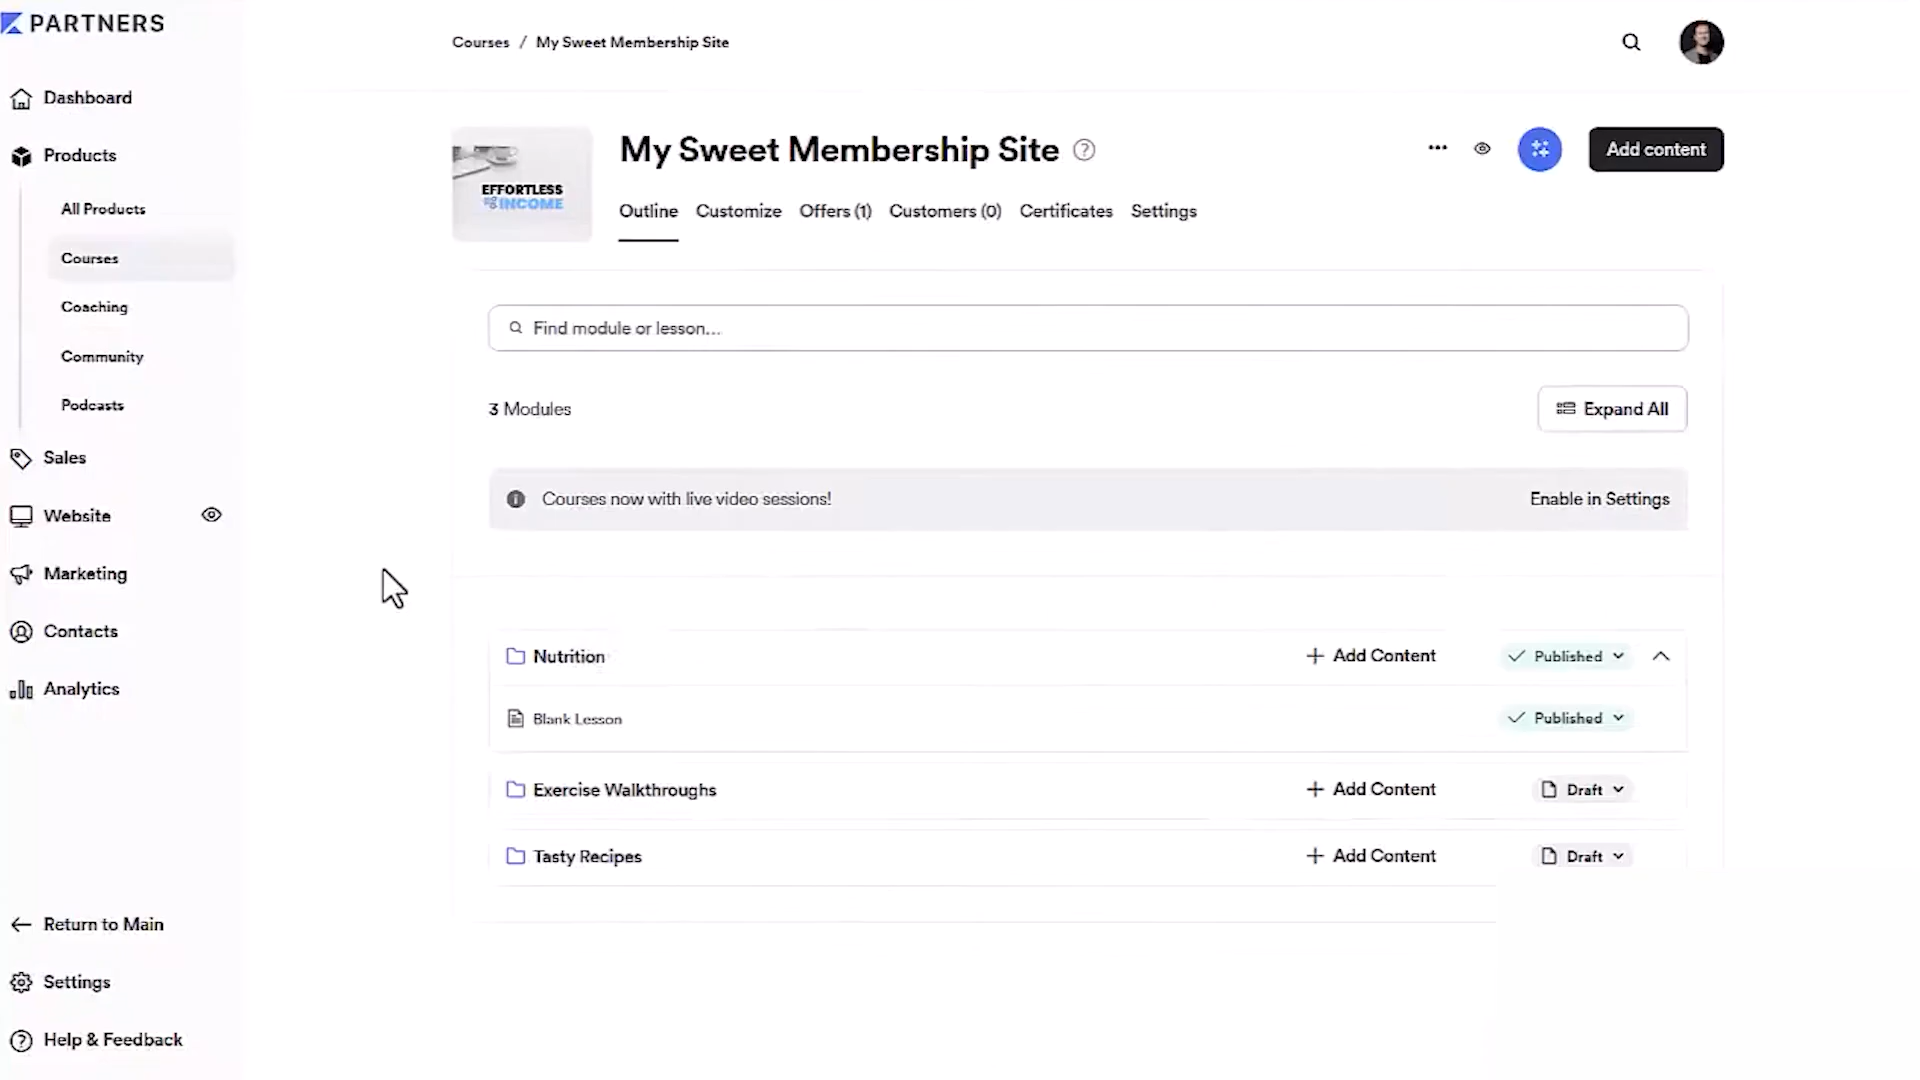 PARTNERS
Courses / My Sweet Membership Site
Dashboard
Products
All Products
Courses
Coaching
Community
Podcasts
Sales
Website
Marketing
Contacts
Analytics
Return to Main
Settings
Help & Feedback
EFFORTLESS
INCOME
My Sweet Membership Site
Add content
Outline Customize Offers (1) Customers (0) Certificates Settings
Find module or lesson...
3 Modules
Expand All
Courses now with live video sessions!
Enable in Settings
Nutrition
+ Add Content
Published
Blank Lesson
Published
Exercise Walkthroughs
+ Add Content
Draft
Tasty Recipes
+ Add Content
Draft